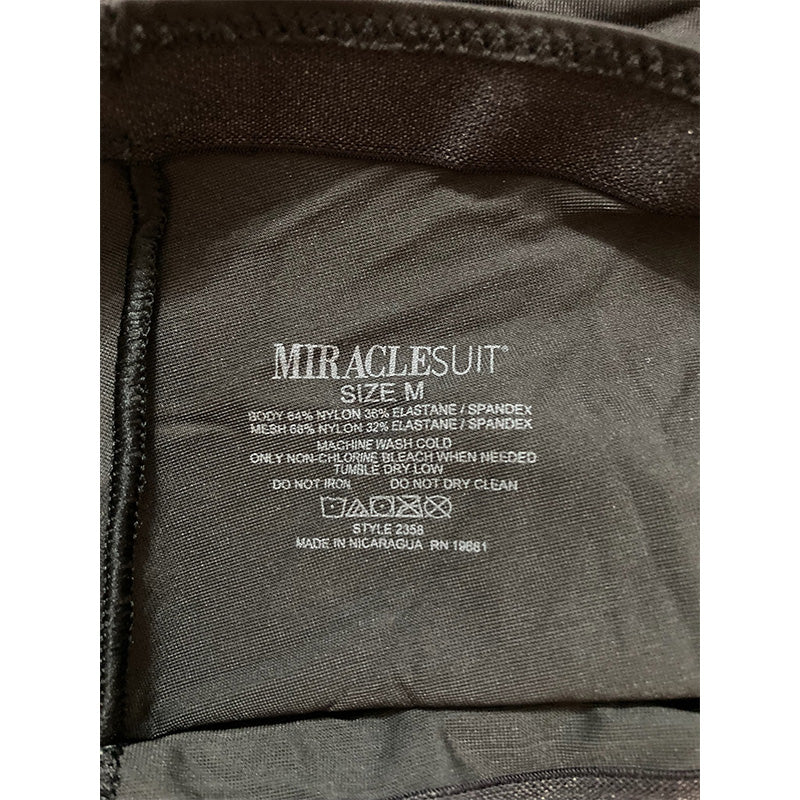 MIRACLESUIT®
SIZE M
BODY 64% NYLON 36% ELASTANE / SPANDEX
MESH 68% NYLON 32% ELASTANE / SPANDEX
MACHINE WASH COLD
ONLY NON-CHLORINE BLEACH WHEN NEEDED
TUMBLE DRY LOW
DO NOT IRON DO NOT DRY CLEAN
STYLE 2358
MADE IN NICARAGUA RN 19661